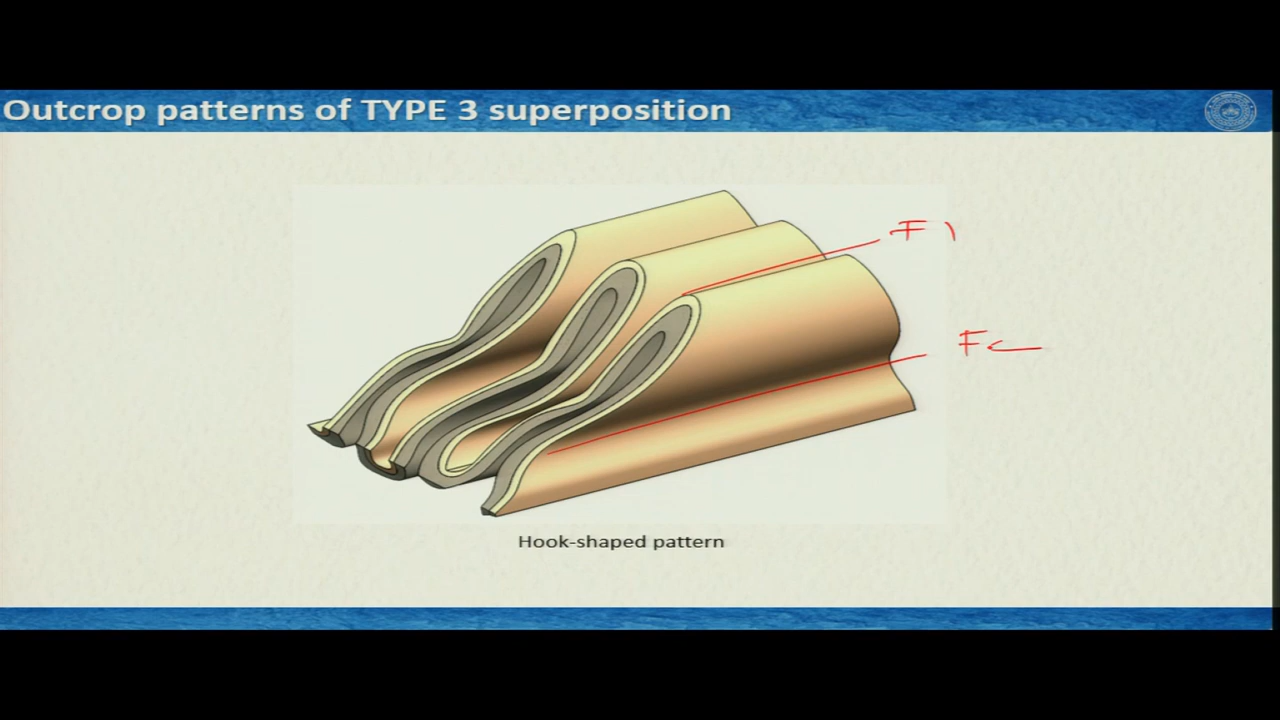 Outcrop patterns of TYPE 3 superposition
F1
F2
Hook-shaped pattern